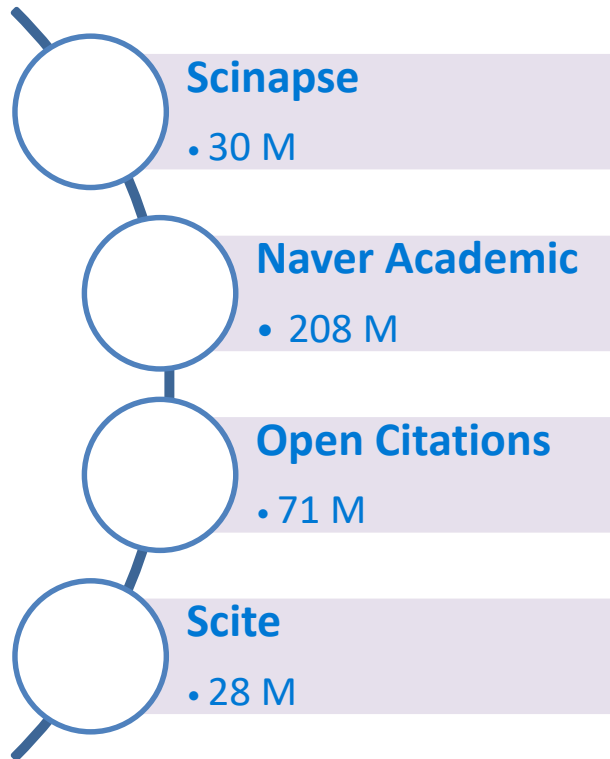 Scinapse
• 30 M
Naver Academic
• 208 M
Open Citations
• 71 M
Scite
• 28 M